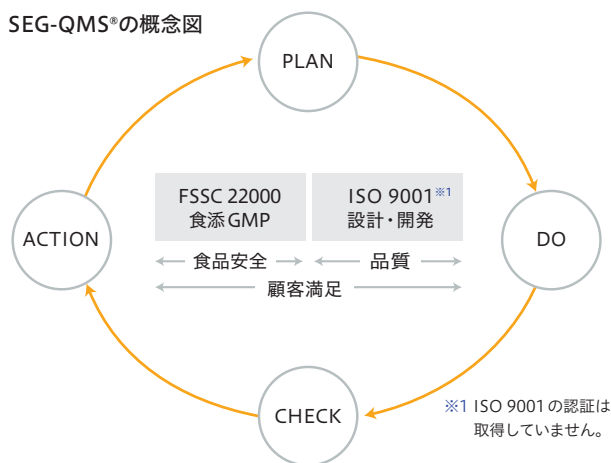 SEG-QMS®の概念図
PLAN
FSSC 22000
食添GMP
ISO 9001※1
設計・開発
ACTION
DO
食品安全
品質
顧客満足
CHECK
※1 ISO 9001の認証は
取得していません。